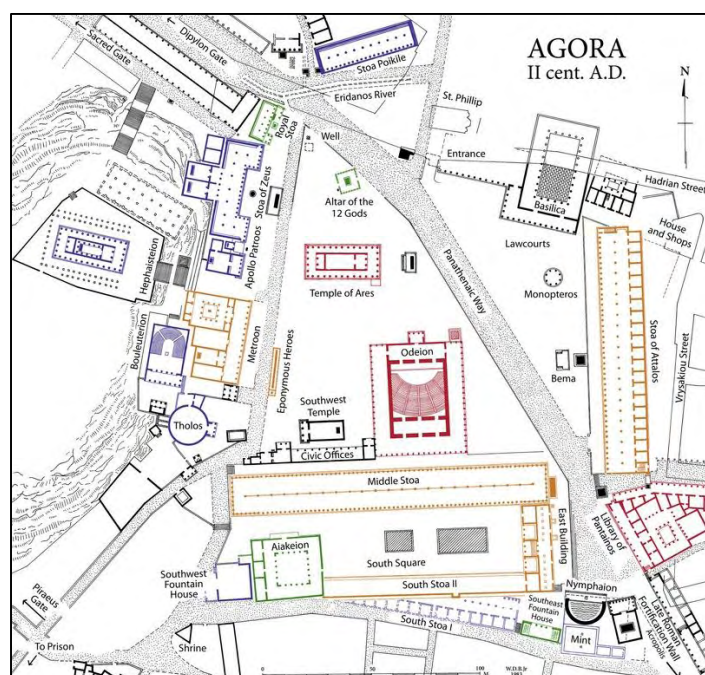 AGORA
II cent. A.D.
N
Sacred Gate
Dipylon Gate
Stoa Poikile
Eridanos River
St. Phillip
Royal Stoa
Well
Entrance
Hadrian Street
Basilica
Altar of the
12 Gods
Stoa of Zeus
Lawcourts
House
and Shops
Hephaisteion
Apollo Patroos
Temple of Ares
Panathenaic Way
Monopteros
Stoa of Attalos
Vrysakiou Street
Bouleuterion
Metroon
Eponymous Heroes
Odeion
Bema
Southwest
Temple
Tholos
Civic Offices
Middle Stoa
East Building
Library of
Pantainos
Aiakeion
South Square
Southwest
Fountain
House
South Stoa II
Nymphaion
Piraeus
Gate
South Stoa I
Southeast
Fountain
House
Mint
Late Roman
Fortification Wall
Acropolis
To Prison
Shrine
0
50
100
M
W.D.B.Jr